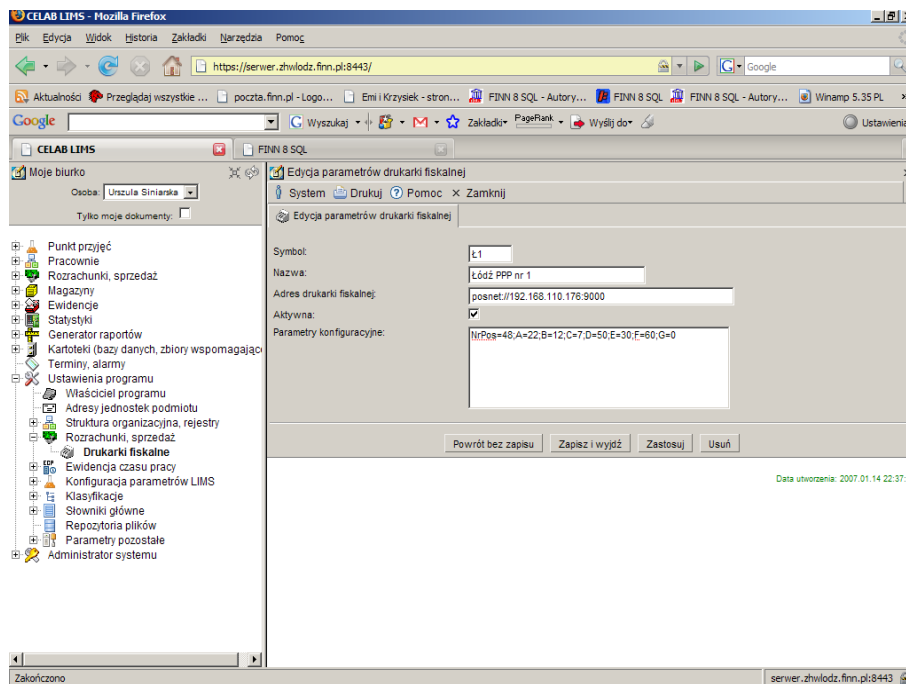 CELAB LIMS - Mozilla Firefox
Plik Edycja Widok Historia Zakładki Narzędzia Pomoc
https://serwer.zhwlodz.finn.pl:8443/ Google
Aktualności Przeglądaj wszystkie ... poczta.finn.pl - Logo... Emi i Krzysiek - stron... FINN 8 SQL - Autory... FINN 8 SQL FINN 8 SQL - Autory... Winamp 5.35 PL
Google Wyszukaj PageRank Zakładki Wyślij do Ustawienia
CELAB LIMS FINN 8 SQL
Moje biurko
Osoba: Urszula Siniarska
Tylko moje dokumenty:
Punkt przyjęć
Pracownie
Rozrachunki, sprzedaż
Magazyny
Ewidencje
Statystyki
Generator raportów
Kartoteki (bazy danych, zbiory wspomagając
Terminy, alarmy
Ustawienia programu
Właściciel programu
Adresy jednostek podmiotu
Struktura organizacyjna, rejestry
Rozrachunki, sprzedaż
Drukarki fiskalne
Ewidencja czasu pracy
Konfiguracja parametrów LIMS
Klasyfikacje
Słowniki główne
Repozytoria plików
Parametry pozostałe
Administrator systemu
Edycja parametrów drukarki fiskalnej
System Drukuj Pomoc Zamknij
Edycja parametrów drukarki fiskalnej
Symbol: Ł1
Nazwa: Łódź PPP nr 1
Adres drukarki fiskalnej: posnet://192.168.110.176:9000
Aktywna:
Parametry konfiguracyjne: NrPos=48;A=22;B=12;C=7;D=50;E=30;F=60;G=0
Powrót bez zapisu Zapisz i wyjdź Zastosuj Usuń
Data utworzenia: 2007.01.14 22:37:
Zakończono serwer.zhwlodz.finn.pl:8443